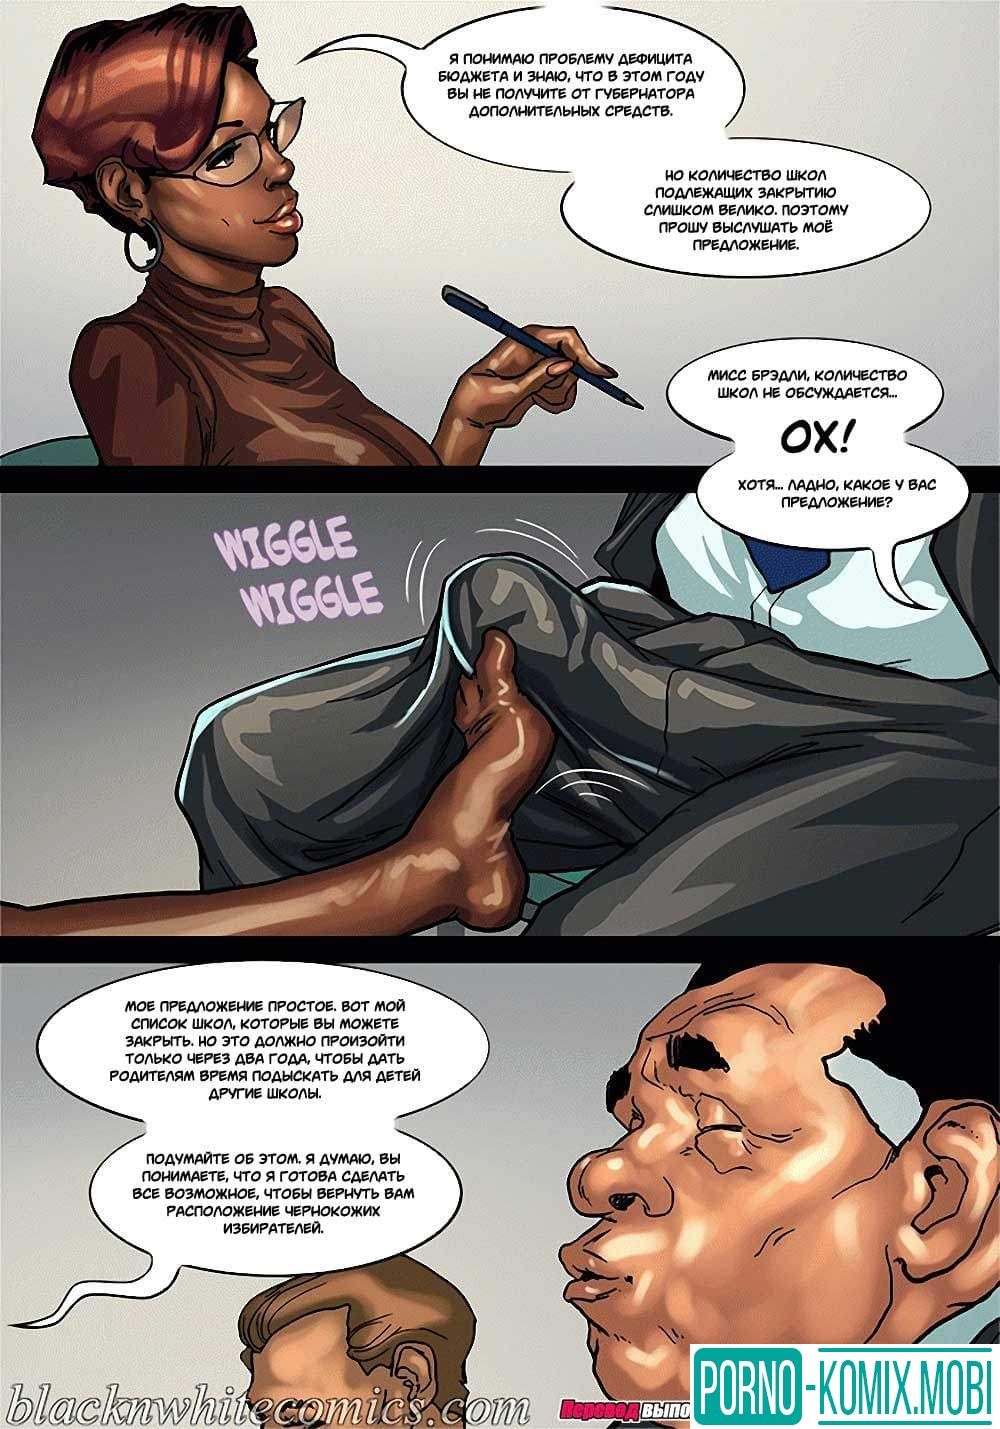 Я ПОНИМАЮ ПРОБЛЕМУ ДЕФИЦИТА
БЮДЖЕТА И ЗНАЮ, ЧТО В ЭТОМ ГОДУ
ВЫ НЕ ПОЛУЧИТЕ ОТ ГУБЕРНАТОРА
ДОПОЛНИТЕЛЬНЫХ СРЕДСТВ.
НО КОЛИЧЕСТВО ШКОЛ
ПОДЛЕЖАЩИХ ЗАКРЫТИЮ
СЛИШКОМ ВЕЛИКО. ПОЭТОМУ
ПРОШУ ВЫСЛУШАТЬ МОЁ
ПРЕДЛОЖЕНИЕ.
МИСС БРЭДЛИ, КОЛИЧЕСТВО
ШКОЛ НЕ ОБСУЖДАЕТСЯ...
ОХ!
ХОТЯ... ЛАДНО, КАКОЕ У ВАС
ПРЕДЛОЖЕНИЕ?
WIGGLE
WIGGLE
МОЕ ПРЕДЛОЖЕНИЕ ПРОСТОЕ. ВОТ МОЙ
СПИСОК ШКОЛ, КОТОРЫЕ ВЫ МОЖЕТЕ
ЗАКРЫТЬ. НО ЭТО ДОЛЖНО ПРОИЗОЙТИ
ТОЛЬКО ЧЕРЕЗ ДВА ГОДА, ЧТОБЫ ДАТЬ
РОДИТЕЛЯМ ВРЕМЯ ПОДЫСКАТЬ ДЛЯ ДЕТЕЙ
ДРУГИЕ ШКОЛЫ.
ПОДУМАЙТЕ ОБ ЭТОМ. Я ДУМАЮ, ВЫ
ПОНИМАЕТЕ, ЧТО Я ГОТОВА СДЕЛАТЬ
ВСЕ ВОЗМОЖНОЕ, ЧТОБЫ ВЕРНУТЬ ВАМ
РАСПОЛОЖЕНИЕ ЧЕРНОКОЖИХ
ИЗБИРАТЕЛЕЙ.
blacknwhitecomics.com
Перевод
PORNO-KOMIX.MOBI